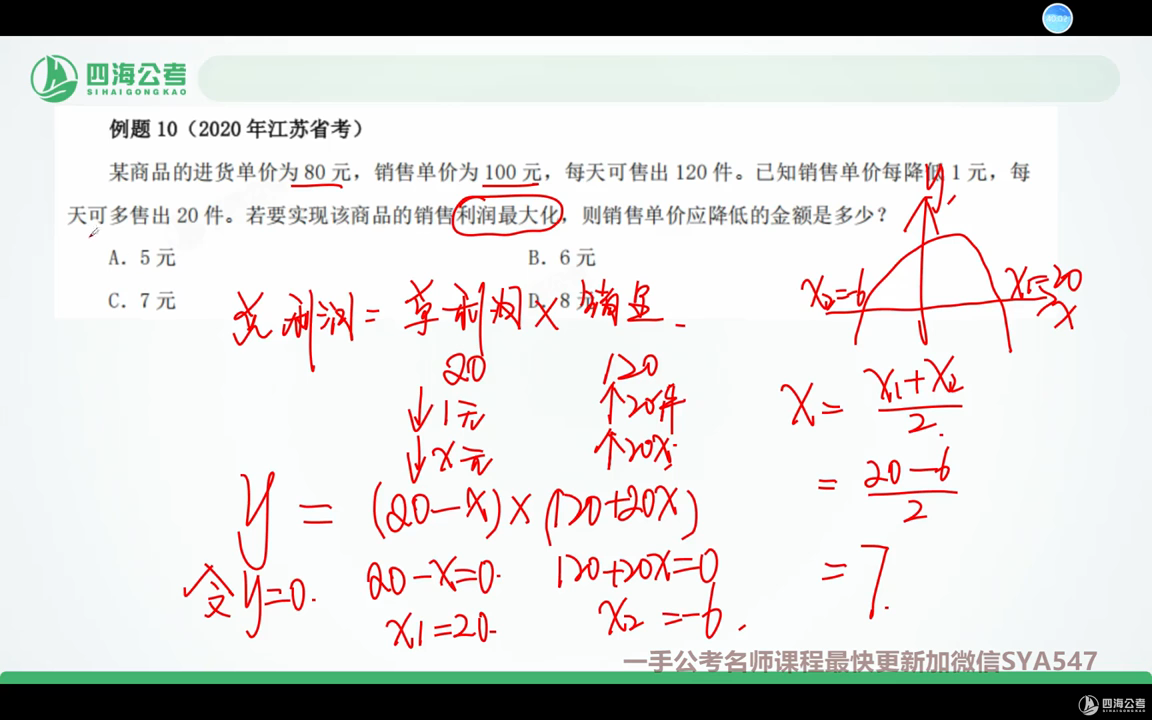 40:02
四海公考
SIHAIGONGKAO
例题 10（2020 年江苏省考）
某商品的进货单价为 80 元，销售单价为 100 元，每天可售出 120 件。已知销售单价每降低 1 元，每
天可多售出 20 件。若要实现该商品的销售利润最大化，则销售单价应降低的金额是多少？
A. 5 元
B. 6 元
C. 7 元
D. 8 元
y
x₂=-6
x₁=20
x
总利润=单利润×销量
20
120
↓1元
↑20件
↓x元
↑20x
y=(20-x)×(120+20x)
令y=0.
20-x=0
120+20x=0
x₁=20
x₂=-6
x=(x₁+x₂)/2
=(20-6)/2
=7
一手公考名师课程最快更新加微信SYA547
四海公考